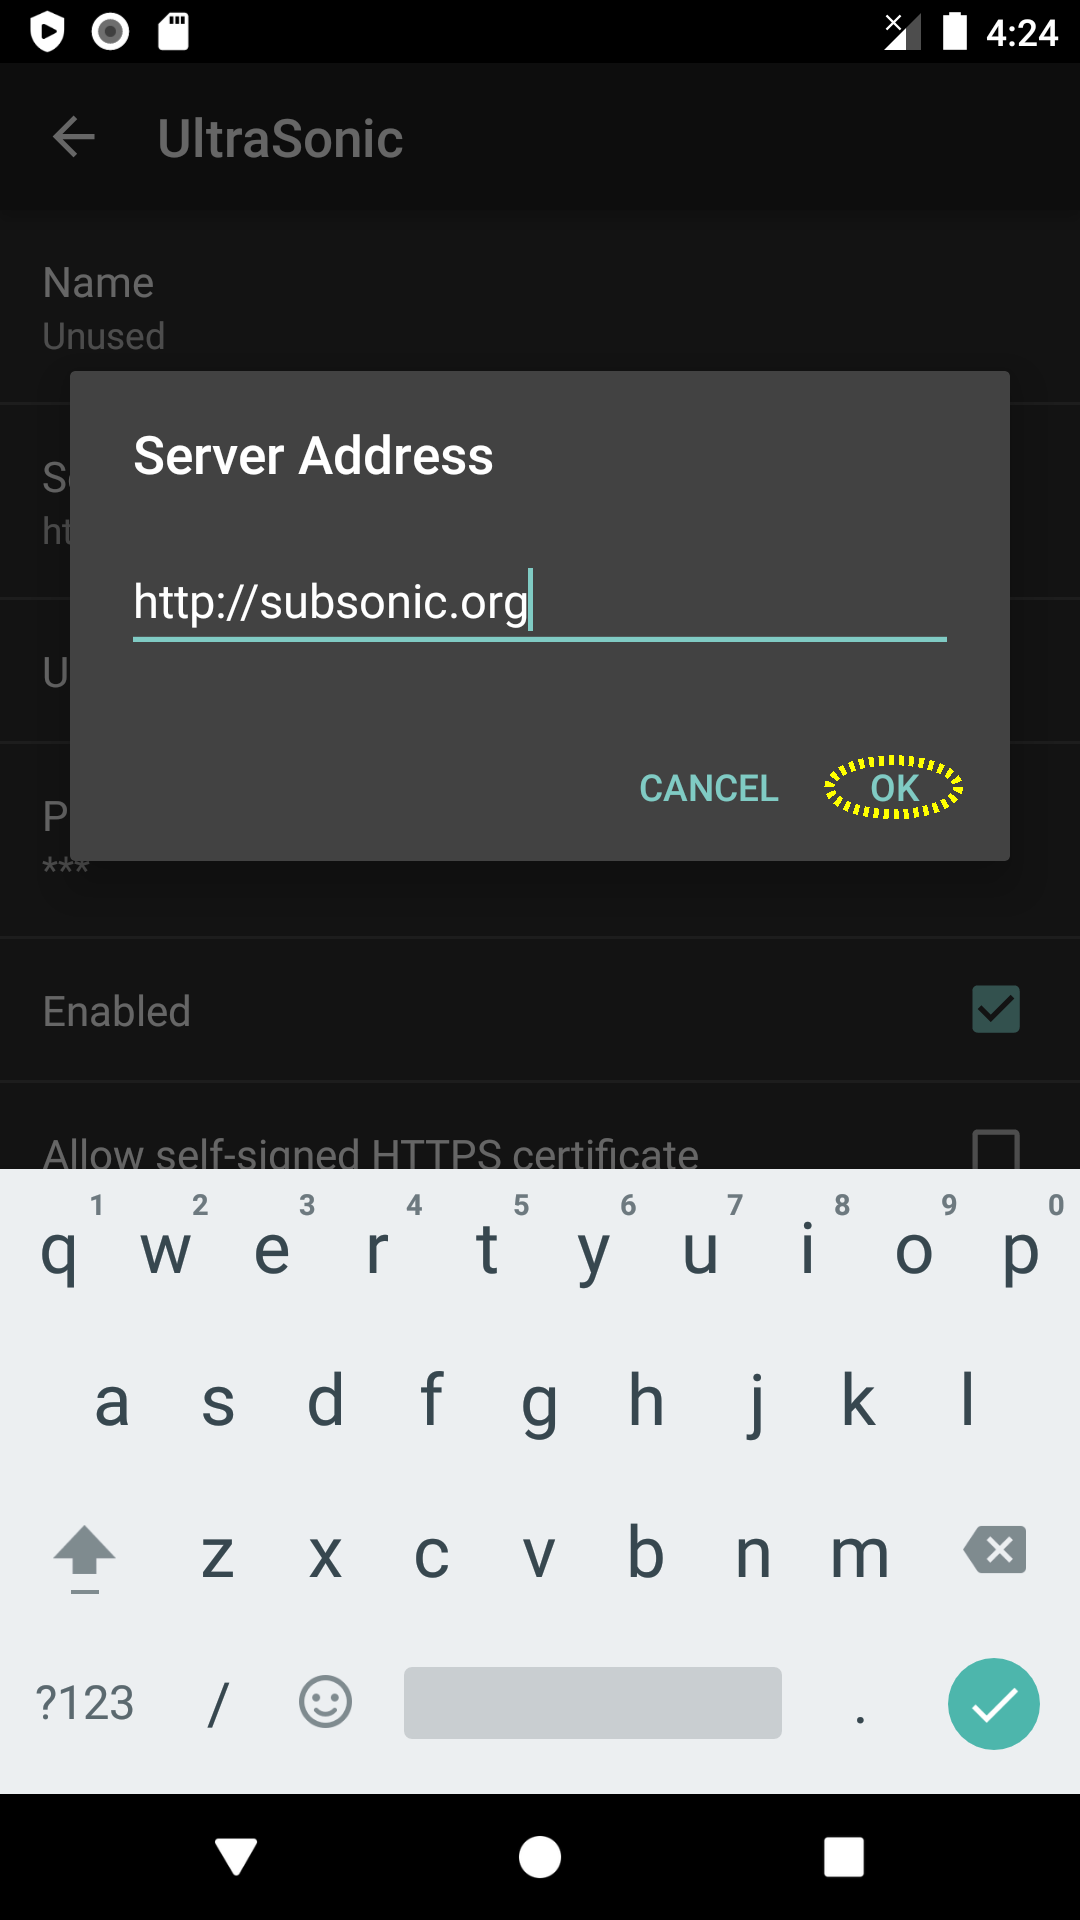 4:24
UltraSonic
Name
Unused
Server Address
http://subsonic.org
CANCEL OK
***
Enabled
Allow self-signed HTTPS certificate
1 2 3 4 5 6 7 8 9 0
q w e r t y u i o p
a s d f g h j k l
z x c v b n m
?123 / .